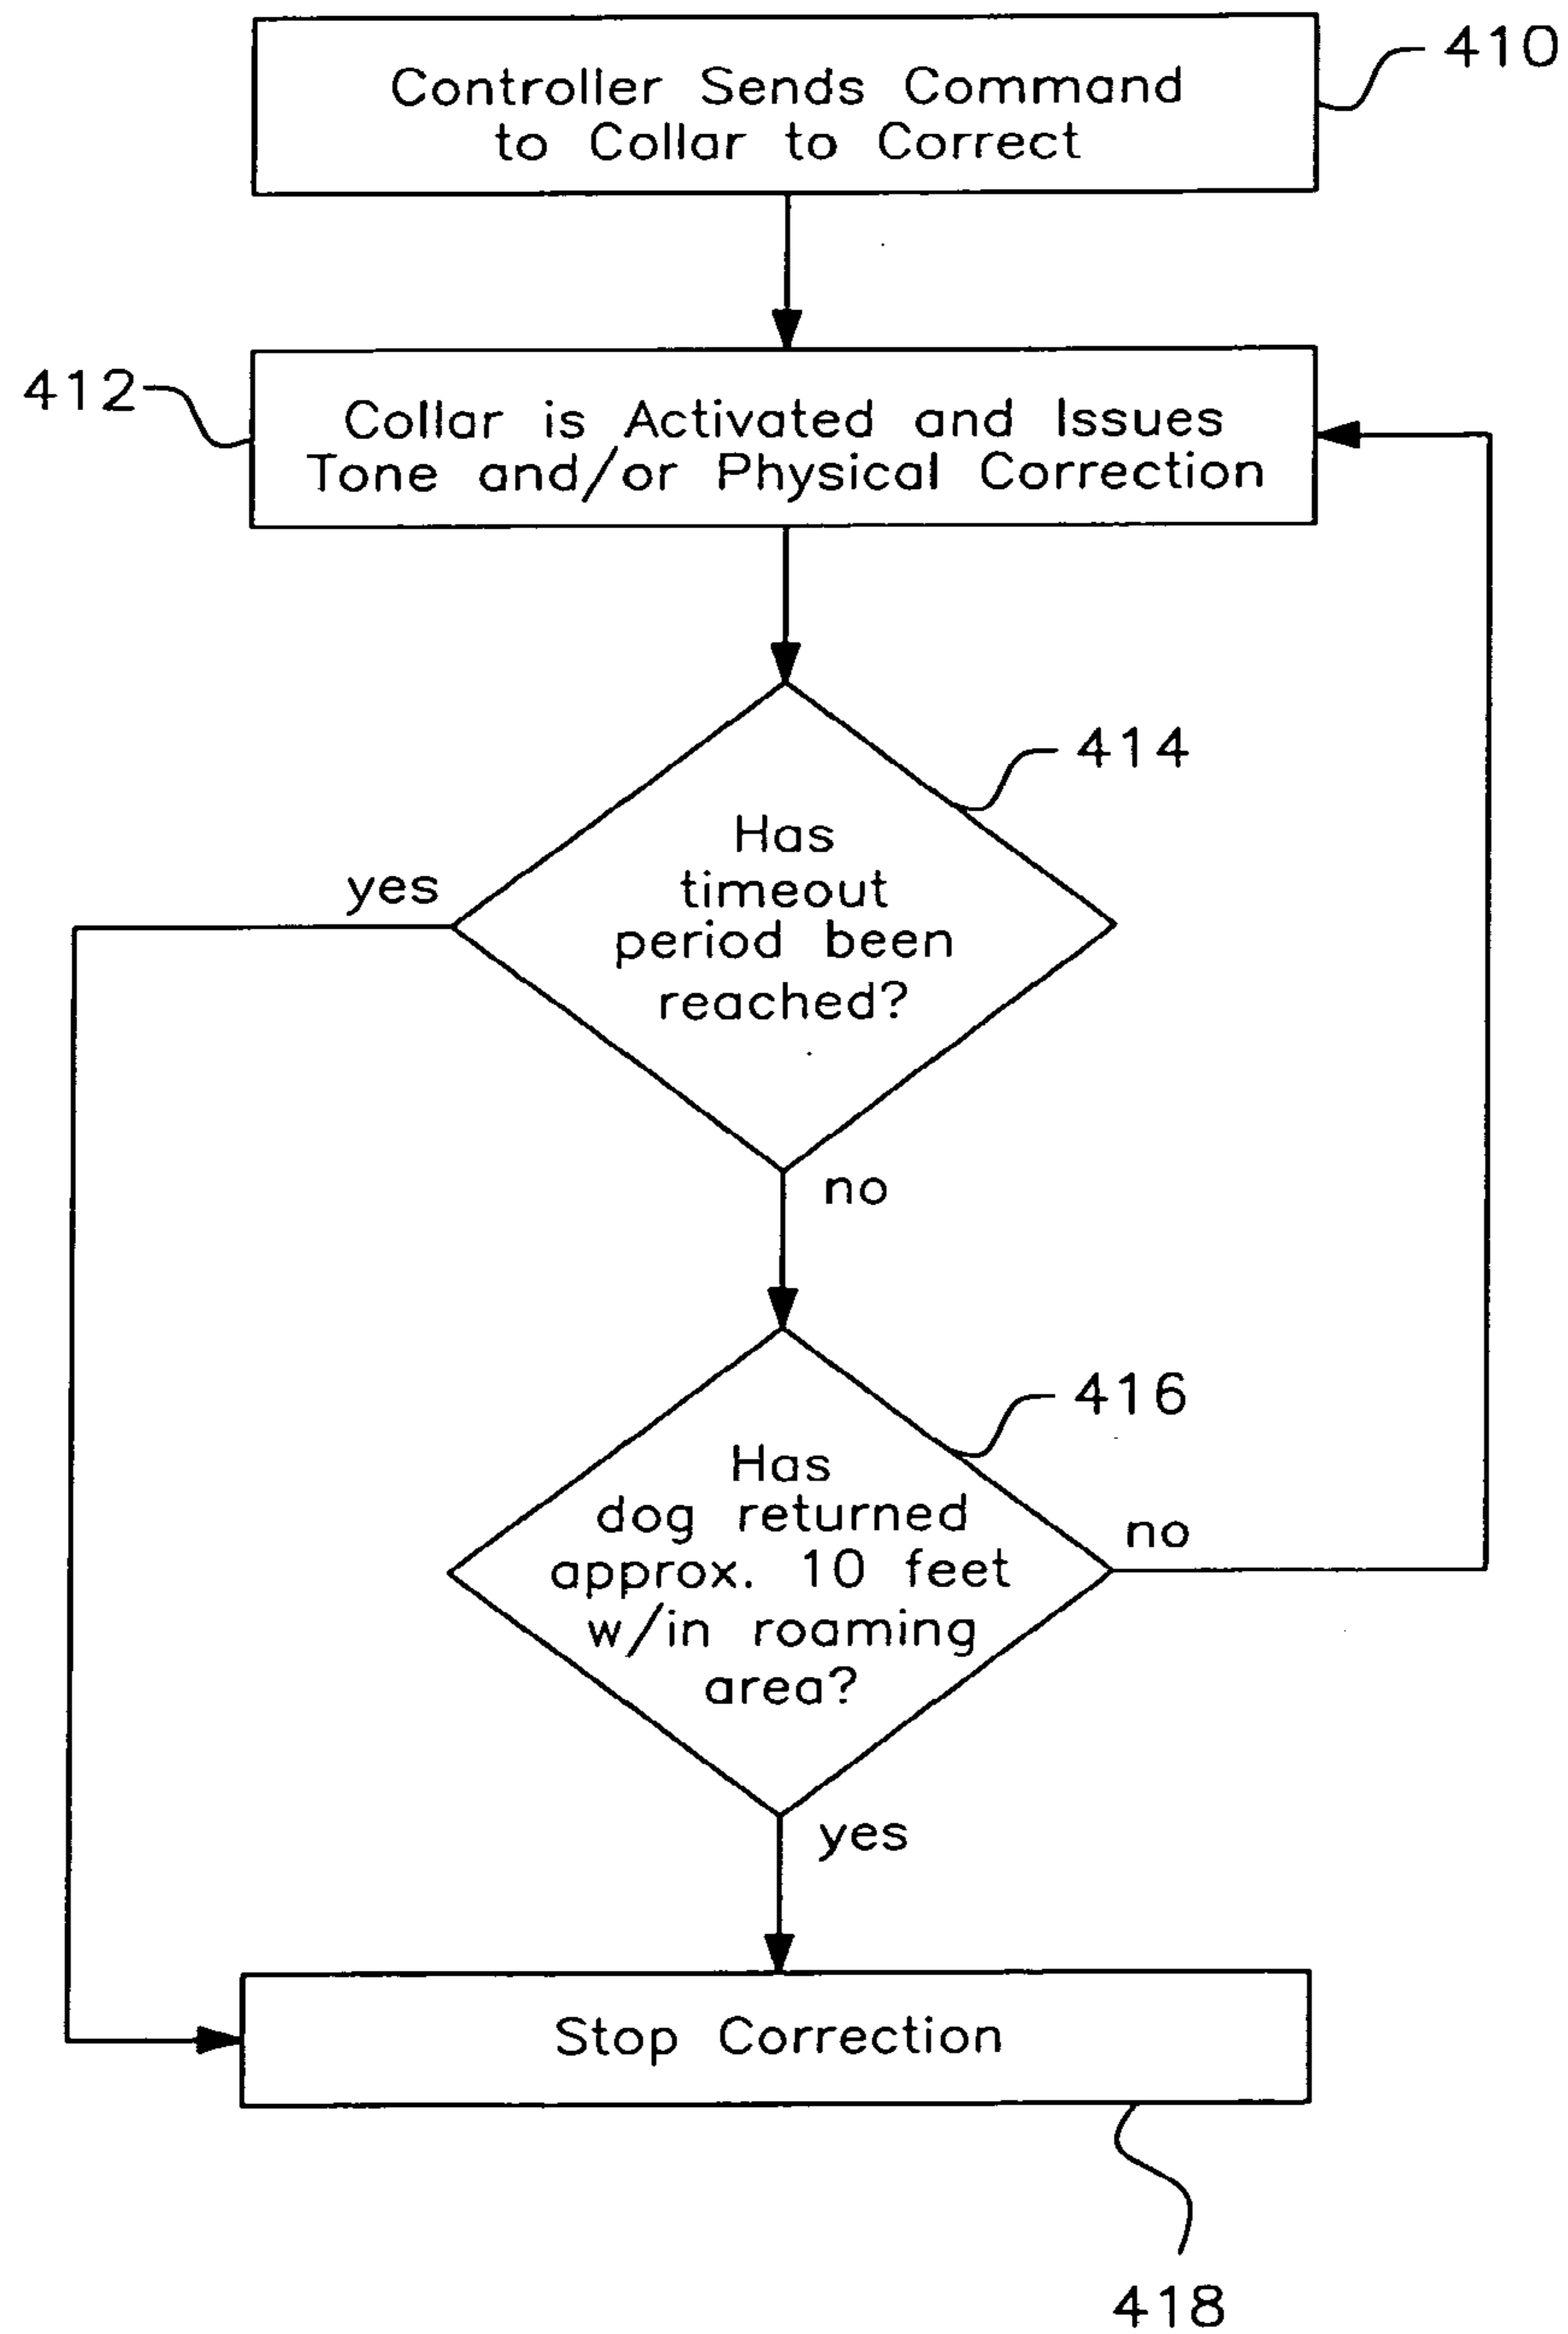 Controller Sends Command
to Collar to Correct
410
412
Collar is Activated and Issues
Tone and/or Physical Correction
414
Has
timeout
period been
reached?
yes
no
416
Has
dog returned
approx. 10 feet
w/in roaming
area?
no
yes
Stop Correction
418